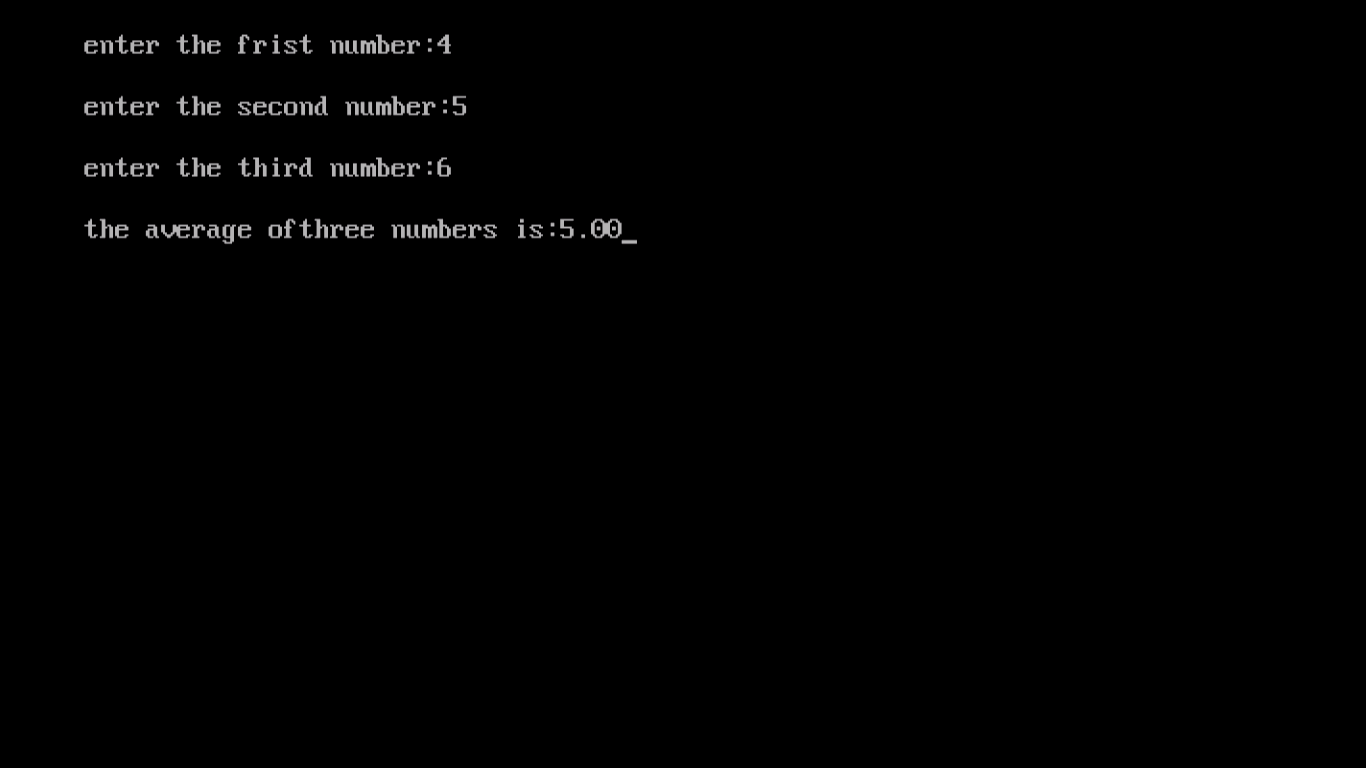 enter the frist number:4
enter the second number:5
enter the third number:6
the average ofthree numbers is:5.00_